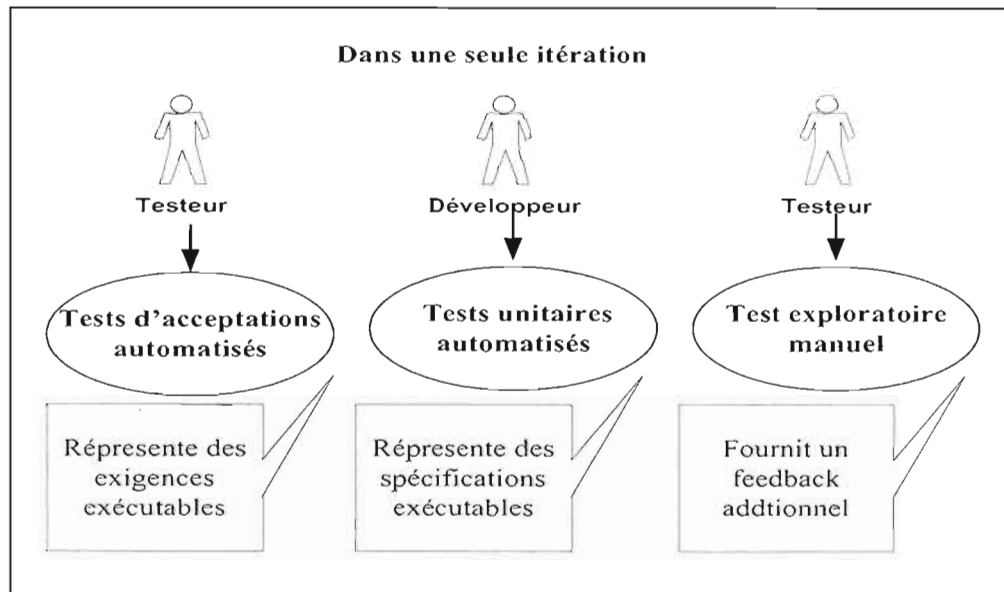 Dans une seule itération
Testeur
Développeur
Testeur
Tests d'acceptations
automatisés
Tests unitaires
automatisés
Test exploratoire
manuel
Réprésente des
exigences
exécutables
Réprésente des
spécifications
exécutables
Fournit un
feedback
addtionnel